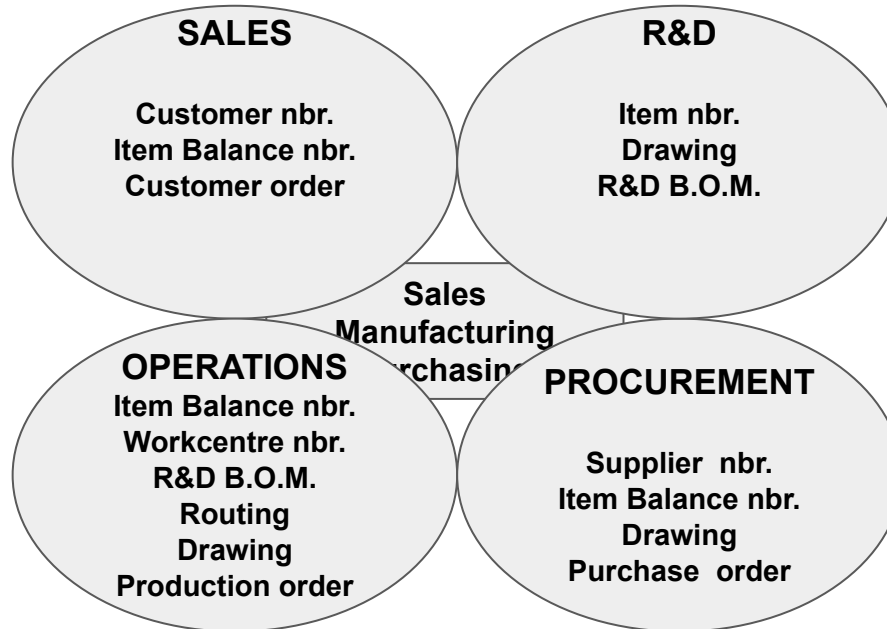 SALES
Customer nbr.
Item Balance nbr.
Customer order
R&D
Item nbr.
Drawing
R&D B.O.M.
Sales
Manufacturing
OPERATIONS
Item Balance nbr.
Workcentre nbr.
R&D B.O.M.
Routing
Drawing
Production order
PROCUREMENT
Supplier nbr.
Item Balance nbr.
Drawing
Purchase order